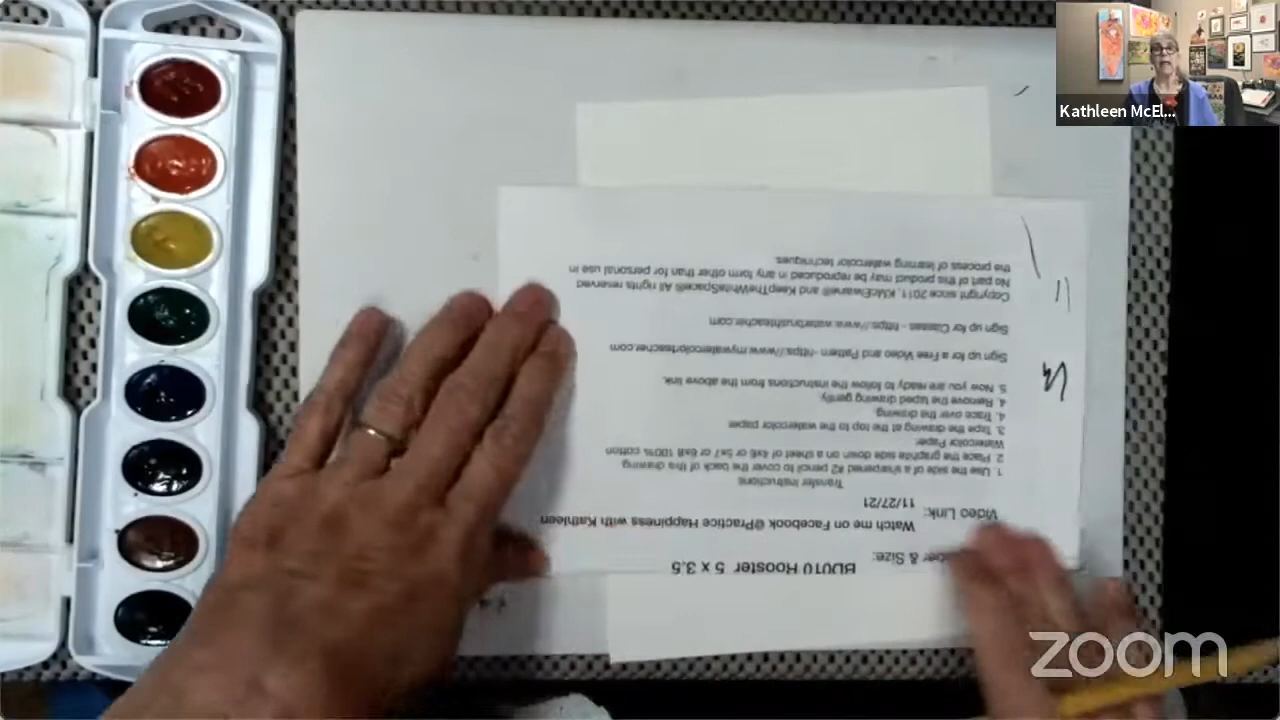 Kathleen McEl...
BD010 Rooster 5 x 3.5
Watch me on Facebook @Practice Happiness with Kathleen
Video Link: 11/27/21
Transfer Instructions
1. Use the side of a sharpened #2 pencil to cover the back of this drawing
2. Place the graphite side down on a sheet of 4x6 or 5x7 or 6x8 100% cotton
Watercolor Paper.
3. Tape the drawing at the top to the watercolor paper
4. Trace over the drawing.
4. Remove the taped drawing gently.
5. Now you are ready to follow the instructions from the above link.
Sign up for a Free Video and Pattern -https://www.mywatercolorteacher.com
Sign up for Classes - https://www.waterbrushteacher.com
Copyright since 2011, KMcElwaine® and KeepTheWhiteSpace® All rights reserved
No part of this product may be reproduced in any form other than for personal use in
the process of learning watercolor techniques.
zoom